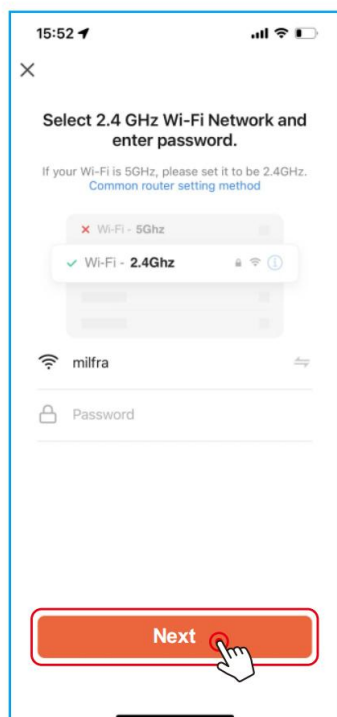 15:52
Select 2.4 GHz Wi-Fi Network and
enter password.
If your Wi-Fi is 5GHz, please set it to be 2.4GHz.
Common router setting method
Wi-Fi - 5Ghz
Wi-Fi - 2.4Ghz
milfra
Password
Next